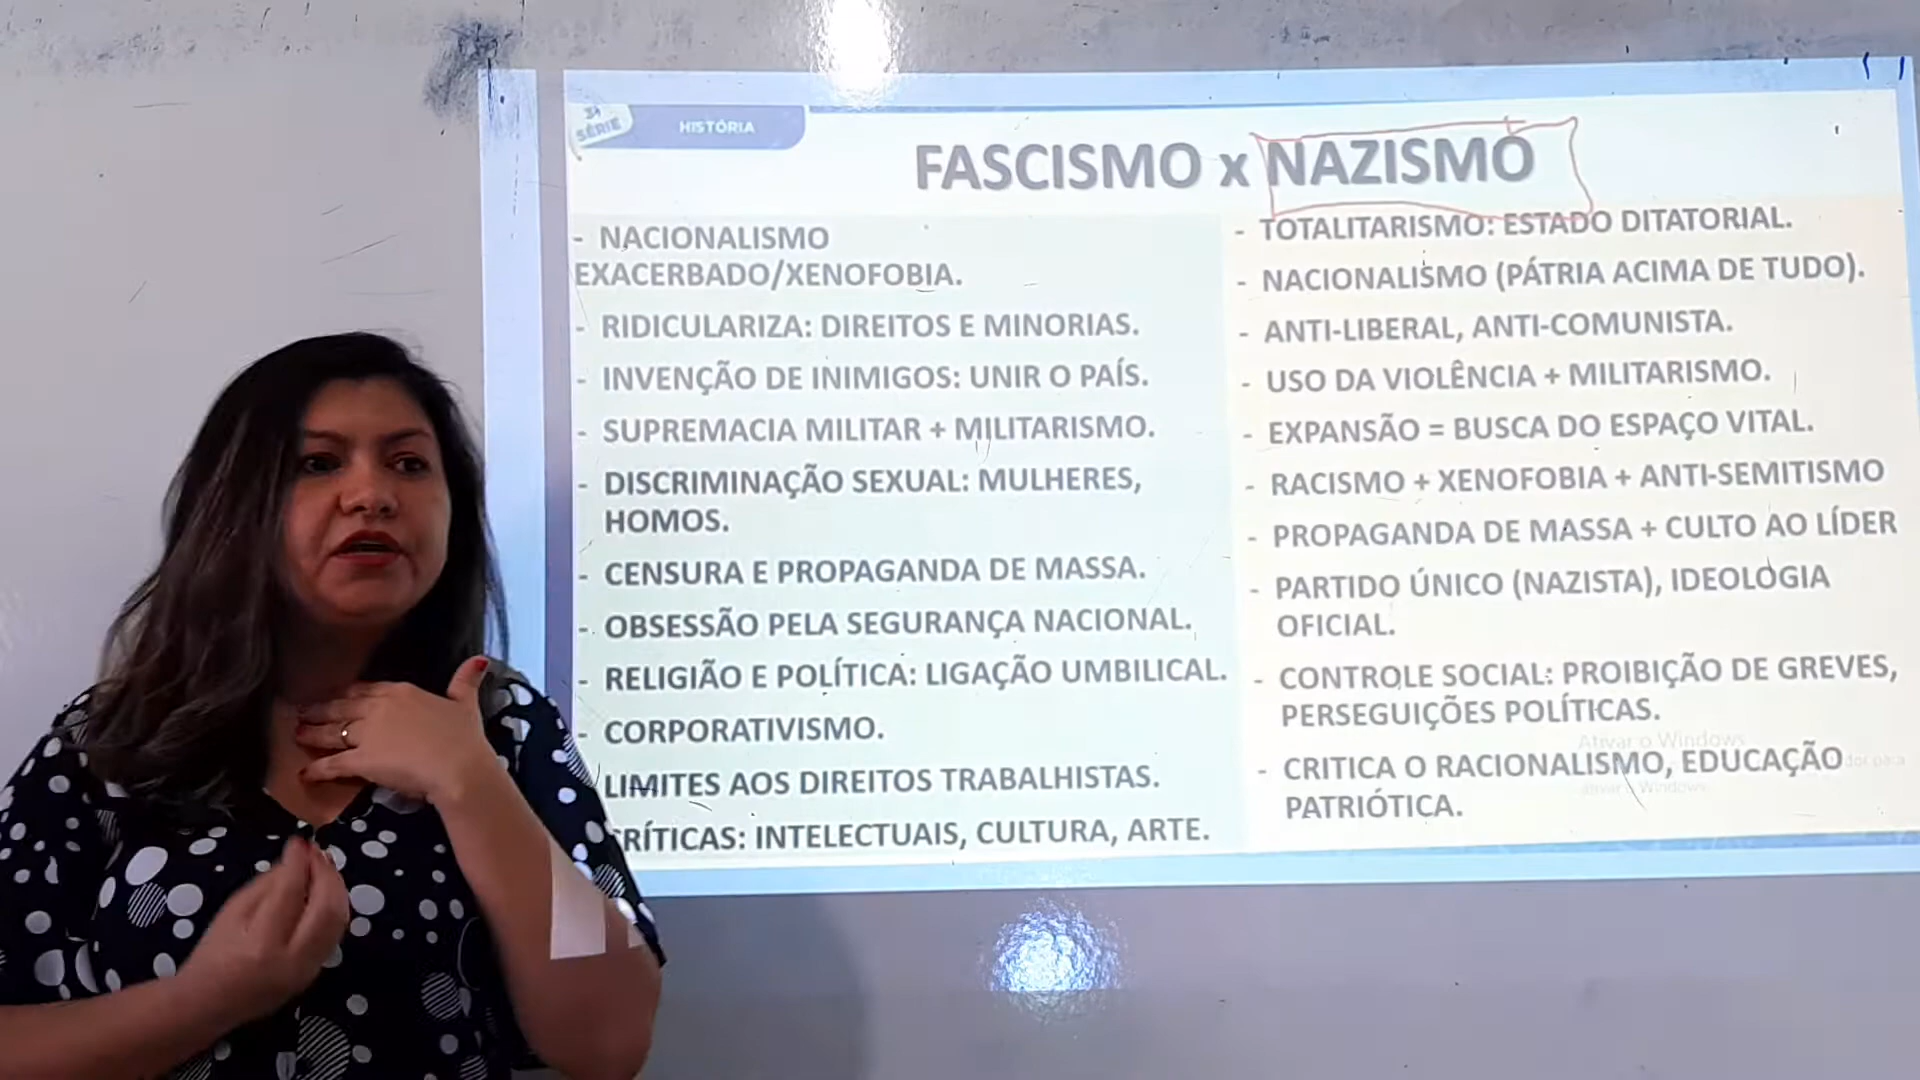 3ª
SÉRIE
HISTÓRIA
FASCISMO x NAZISMO
- NACIONALISMO
EXACERBADO/XENOFOBIA.
- RIDICULARIZA: DIREITOS E MINORIAS.
- INVENÇÃO DE INIMIGOS: UNIR O PAÍS.
- SUPREMACIA MILITAR + MILITARISMO.
- DISCRIMINAÇÃO SEXUAL: MULHERES,
HOMOS.
- CENSURA E PROPAGANDA DE MASSA.
- OBSESSÃO PELA SEGURANÇA NACIONAL.
- RELIGIÃO E POLÍTICA: LIGAÇÃO UMBILICAL.
- CORPORATIVISMO.
LIMITES AOS DIREITOS TRABALHISTAS.
CRÍTICAS: INTELECTUAIS, CULTURA, ARTE.
- TOTALITARISMO: ESTADO DITATORIAL.
- NACIONALISMO (PÁTRIA ACIMA DE TUDO).
- ANTI-LIBERAL, ANTI-COMUNISTA.
- USO DA VIOLÊNCIA + MILITARISMO.
- EXPANSÃO = BUSCA DO ESPAÇO VITAL.
- RACISMO + XENOFOBIA + ANTI-SEMITISMO
- PROPAGANDA DE MASSA + CULTO AO LÍDER
- PARTIDO ÚNICO (NAZISTA), IDEOLOGIA
OFICIAL.
- CONTROLE SOCIAL: PROIBIÇÃO DE GREVES,
PERSEGUIÇÕES POLÍTICAS.
- CRITICA O RACIONALISMO, EDUCAÇÃO
PATRIÓTICA.
Ativar o Windows
ativar o Windows.